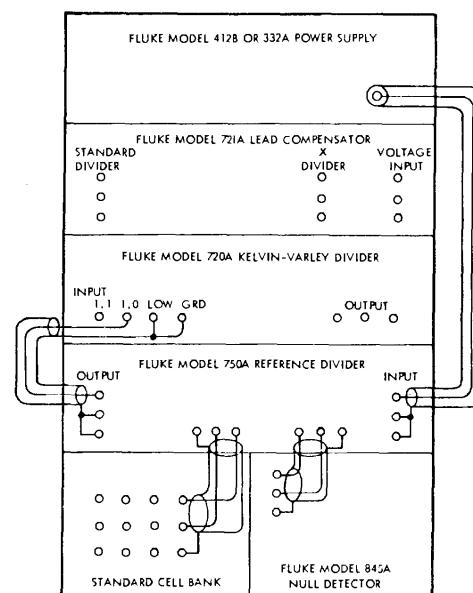 FLUKE MODEL 412B OR 332A POWER SUPPLY
FLUKE MODEL 721A LEAD COMPENSATOR
STANDARD DIVIDER
X DIVIDER
VOLTAGE INPUT
FLUKE MODEL 720A KELVIN-VARLEY DIVIDER
INPUT
1.1 1.0 LOW GRD
OUTPUT
FLUKE MODEL 750A REFERENCE DIVIDER
OUTPUT
INPUT
STANDARD CELL BANK
FLUKE MODEL 845A
NULL DETECTOR